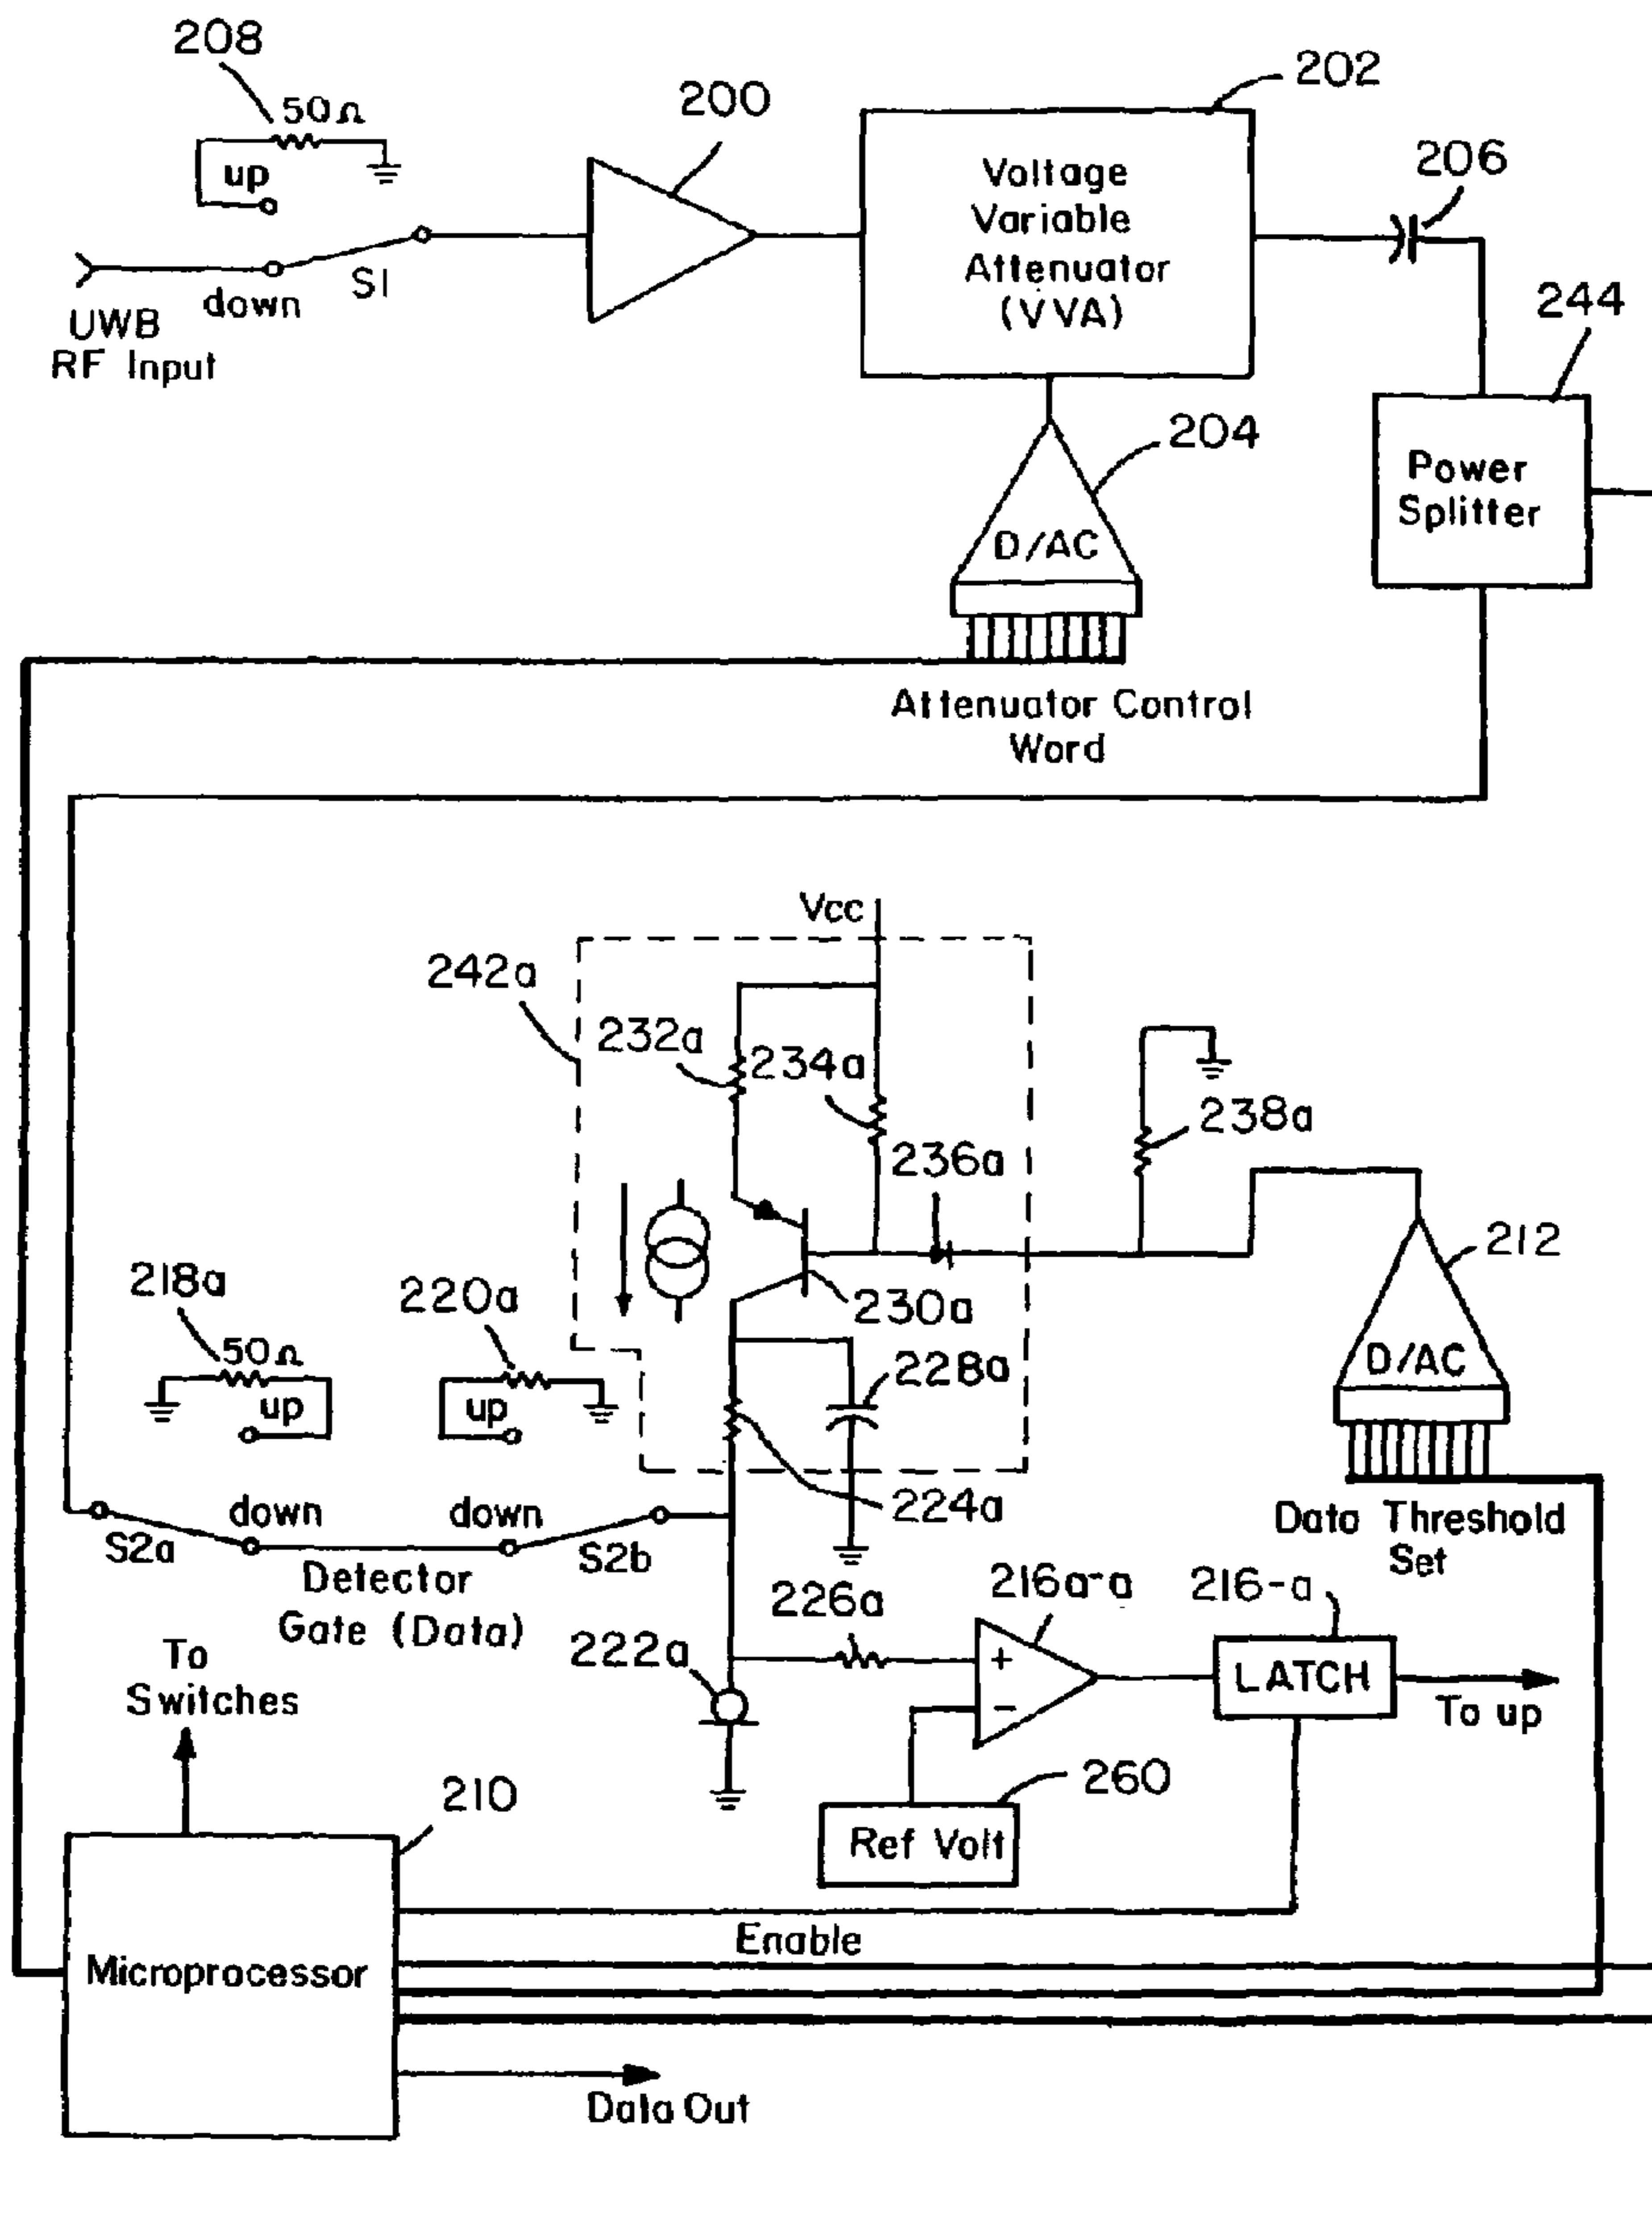 208
50Ω
up
S1
down
UWB
RF Input
200
202
Voltage
Variable
Attenuator
(VVA)
206
244
Power
Splitter
204
D/AC
Attenuator Control
Word
Vcc
242a
232a
234a
236a
238a
230a
212
D/AC
Data Threshold
Set
218a
50Ω
up
220a
up
228a
224a
down
down
S2a
S2b
Detector
Gate (Data)
226a
216a-a
216-a
222a
+
-
LATCH
To up
To
Switches
260
Ref Volt
210
Enable
Microprocessor
Data Out